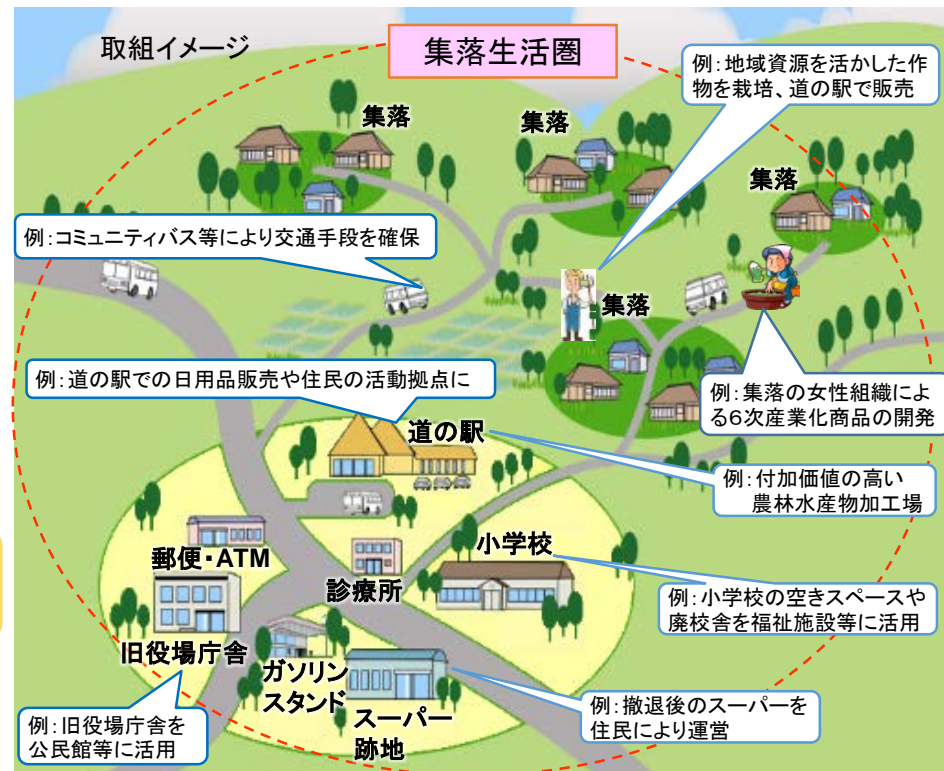 取組イメージ
集落生活圏
例：地域資源を活かした作
物を栽培、道の駅で販売
集落
集落
集落
例：コミュニティバス等により交通手段を確保
集落
例：道の駅での日用品販売や住民の活動拠点に
例：集落の女性組織によ
る６次産業化商品の開発
道の駅
例：付加価値の高い
農林水産物加工場
小学校
郵便・ATM
診療所
例：小学校の空きスペースや
廃校舎を福祉施設等に活用
旧役場庁舎
ガソリン
スタンド
例：旧役場庁舎を
公民館等に活用
スーパー
跡地
例：撤退後のスーパーを
住民により運営